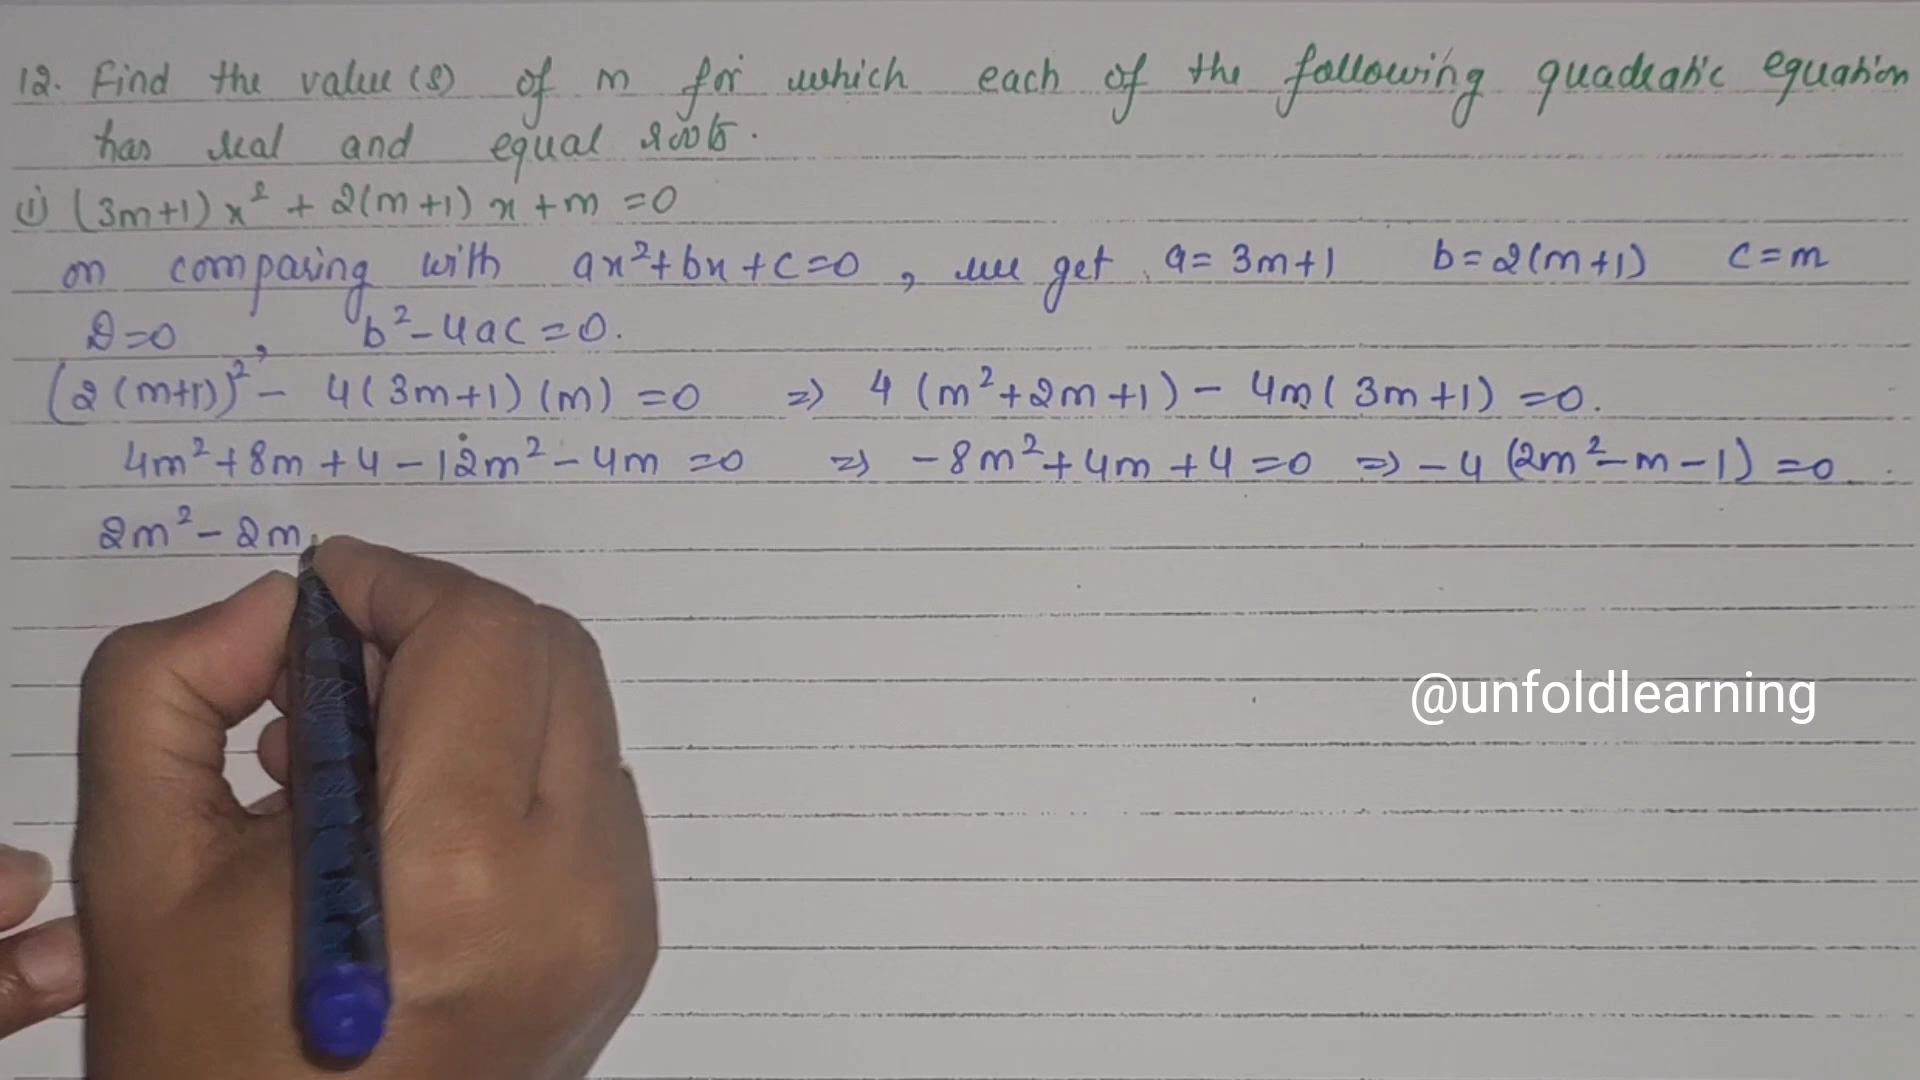 12. Find the value(s) of m for which each of the following quadratic equation
has real and equal roots.
(i) (3m+1)x² + 2(m+1)x+m=0
on comparing with ax²+bx+c=0, we get a=3m+1 b=2(m+1) c=m
D=0, b²-4ac=0.
(2(m+1))² - 4(3m+1)(m)=0 ⇒ 4(m²+2m+1) - 4m(3m+1)=0.
4m²+8m+4-12m²-4m=0 ⇒ -8m²+4m+4=0 ⇒ -4(2m²-m-1)=0
2m²-2m
@unfoldlearning